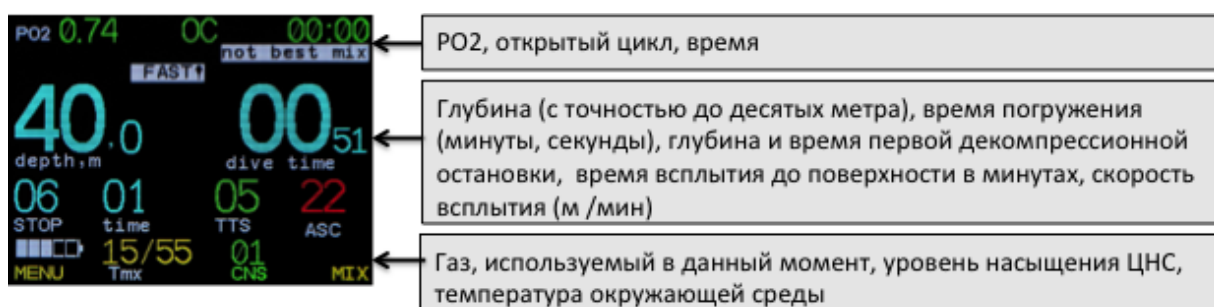 PO2 0.74 OC 00:00
not best mix
FAST↑
40.0 00 51
depth,m dive time
06 01 05 22
STOP time TTS ASC
15/55 01
MENU Tmx CNS MIX
PO2, открытый цикл, время
Глубина (с точностью до десятых метра), время погружения
(минуты, секунды), глубина и время первой декомпрессионной
остановки, время всплытия до поверхности в минутах, скорость
всплытия (м /мин)
Газ, используемый в данный момент, уровень насыщения ЦНС,
температура окружающей среды